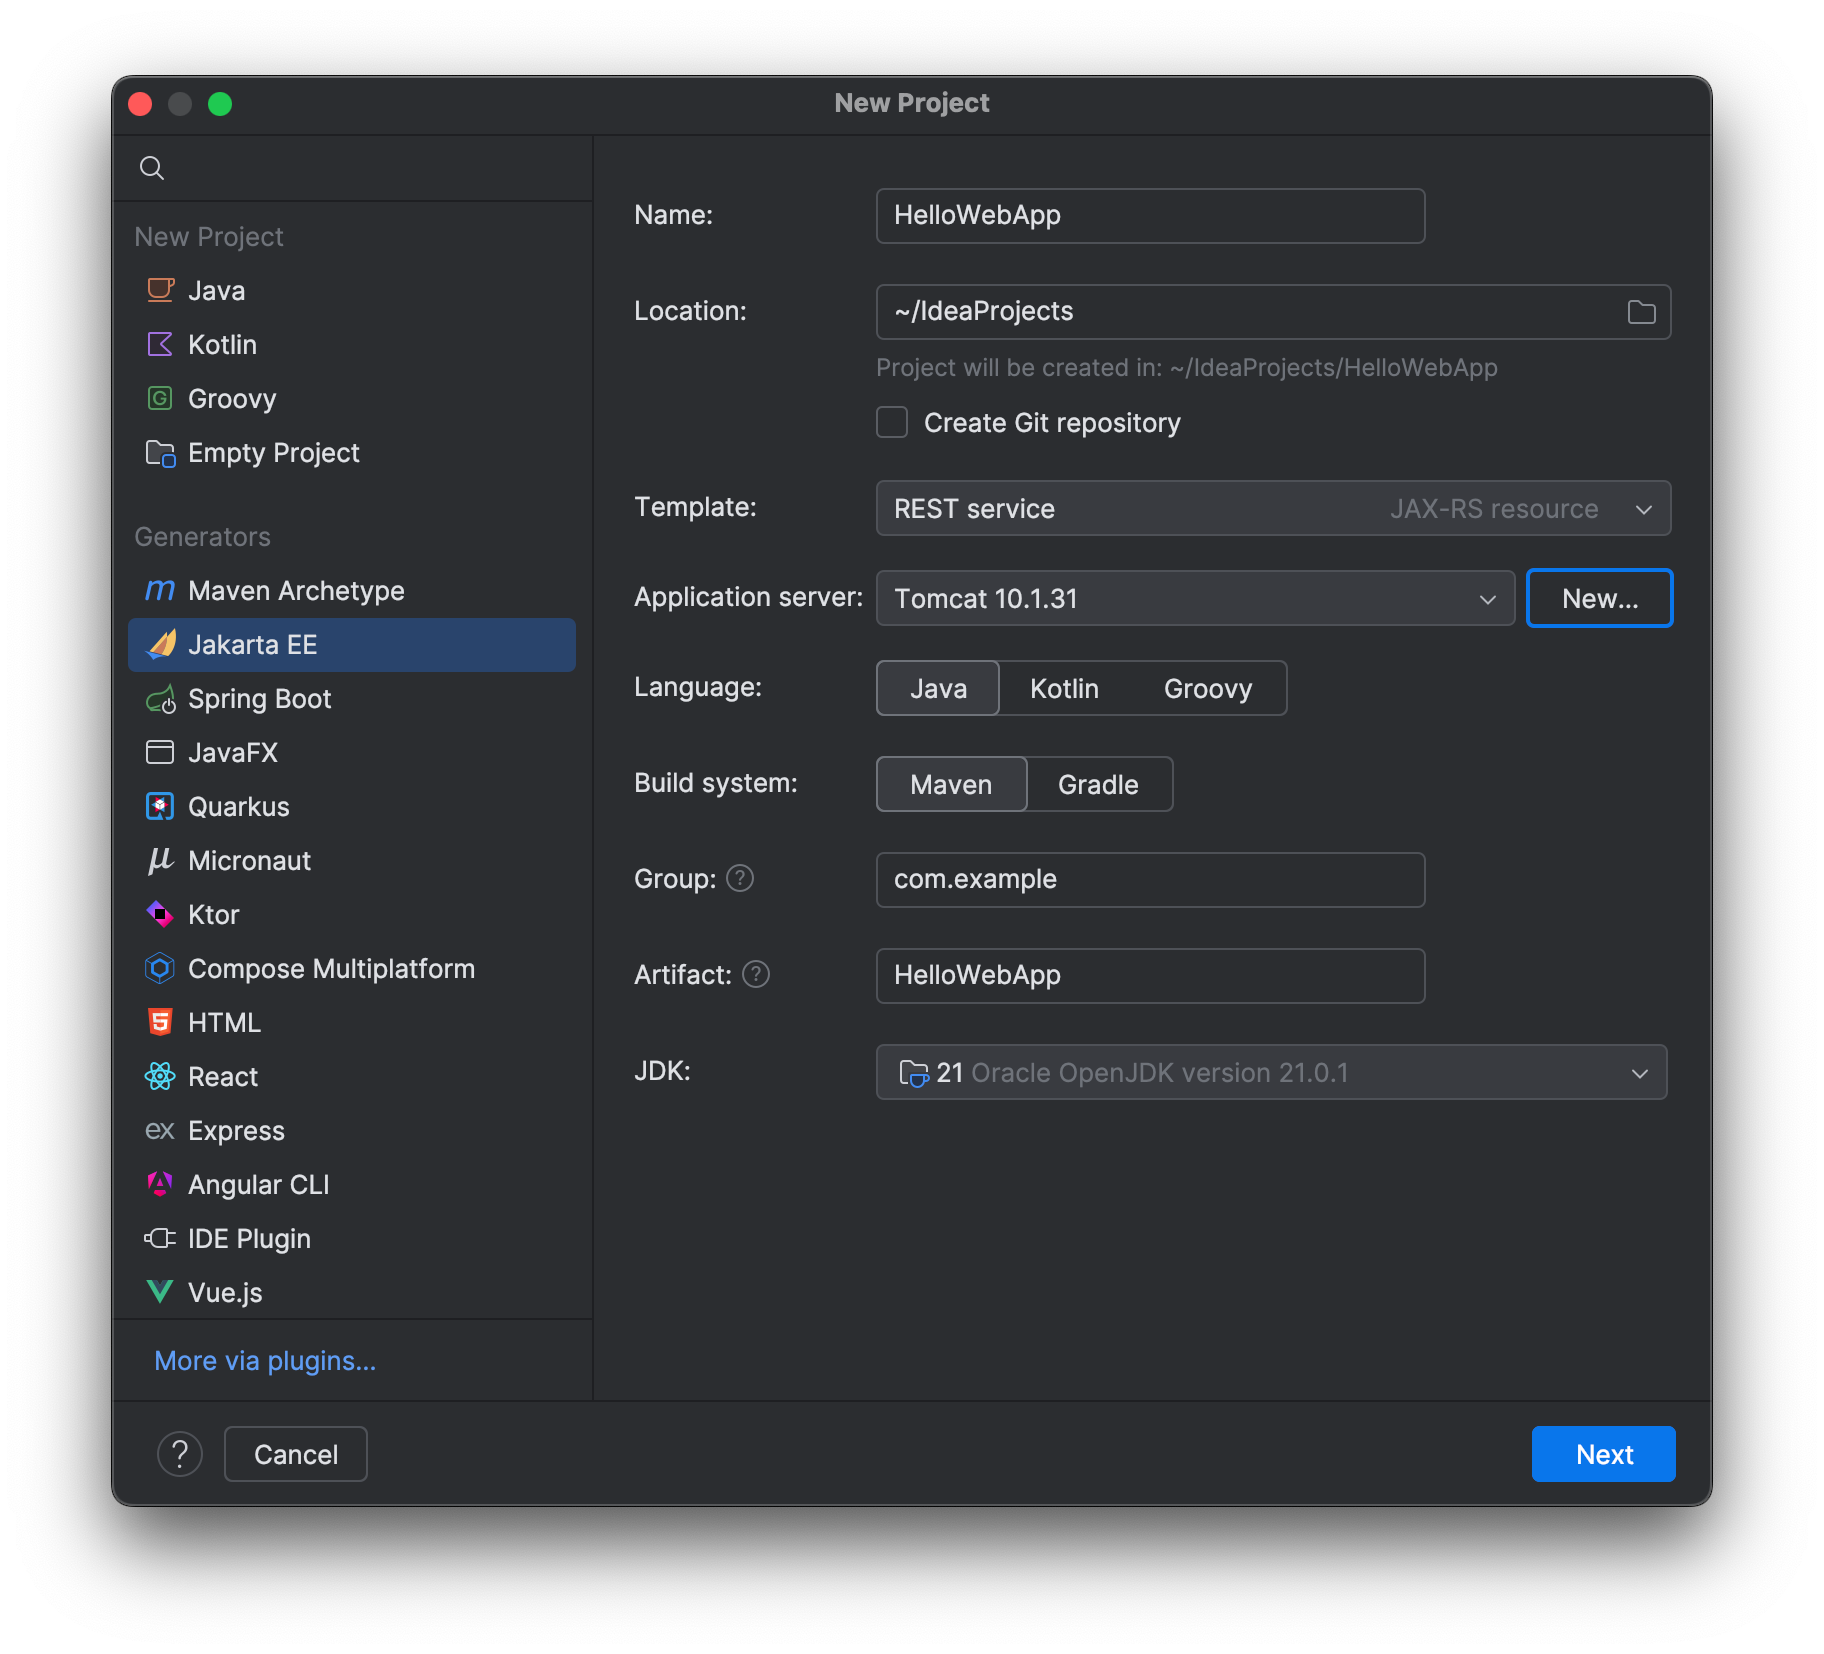 New Project
New Project
Java
Kotlin
G Groovy
Empty Project
Generators
m Maven Archetype
Jakarta EE
Spring Boot
JavaFX
Quarkus
μ Micronaut
Ktor
Compose Multiplatform
5 HTML
React
ex Express
Angular CLI
IDE Plugin
Vue.js
More via plugins...
Name: HelloWebApp
Location: ~/IdeaProjects
Project will be created in: ~/IdeaProjects/HelloWebApp
Create Git repository
Template: REST service JAX-RS resource
Application server: Tomcat 10.1.31 New...
Language: Java Kotlin Groovy
Build system: Maven Gradle
Group: ? com.example
Artifact: ? HelloWebApp
JDK: 21 Oracle OpenJDK version 21.0.1
? Cancel Next